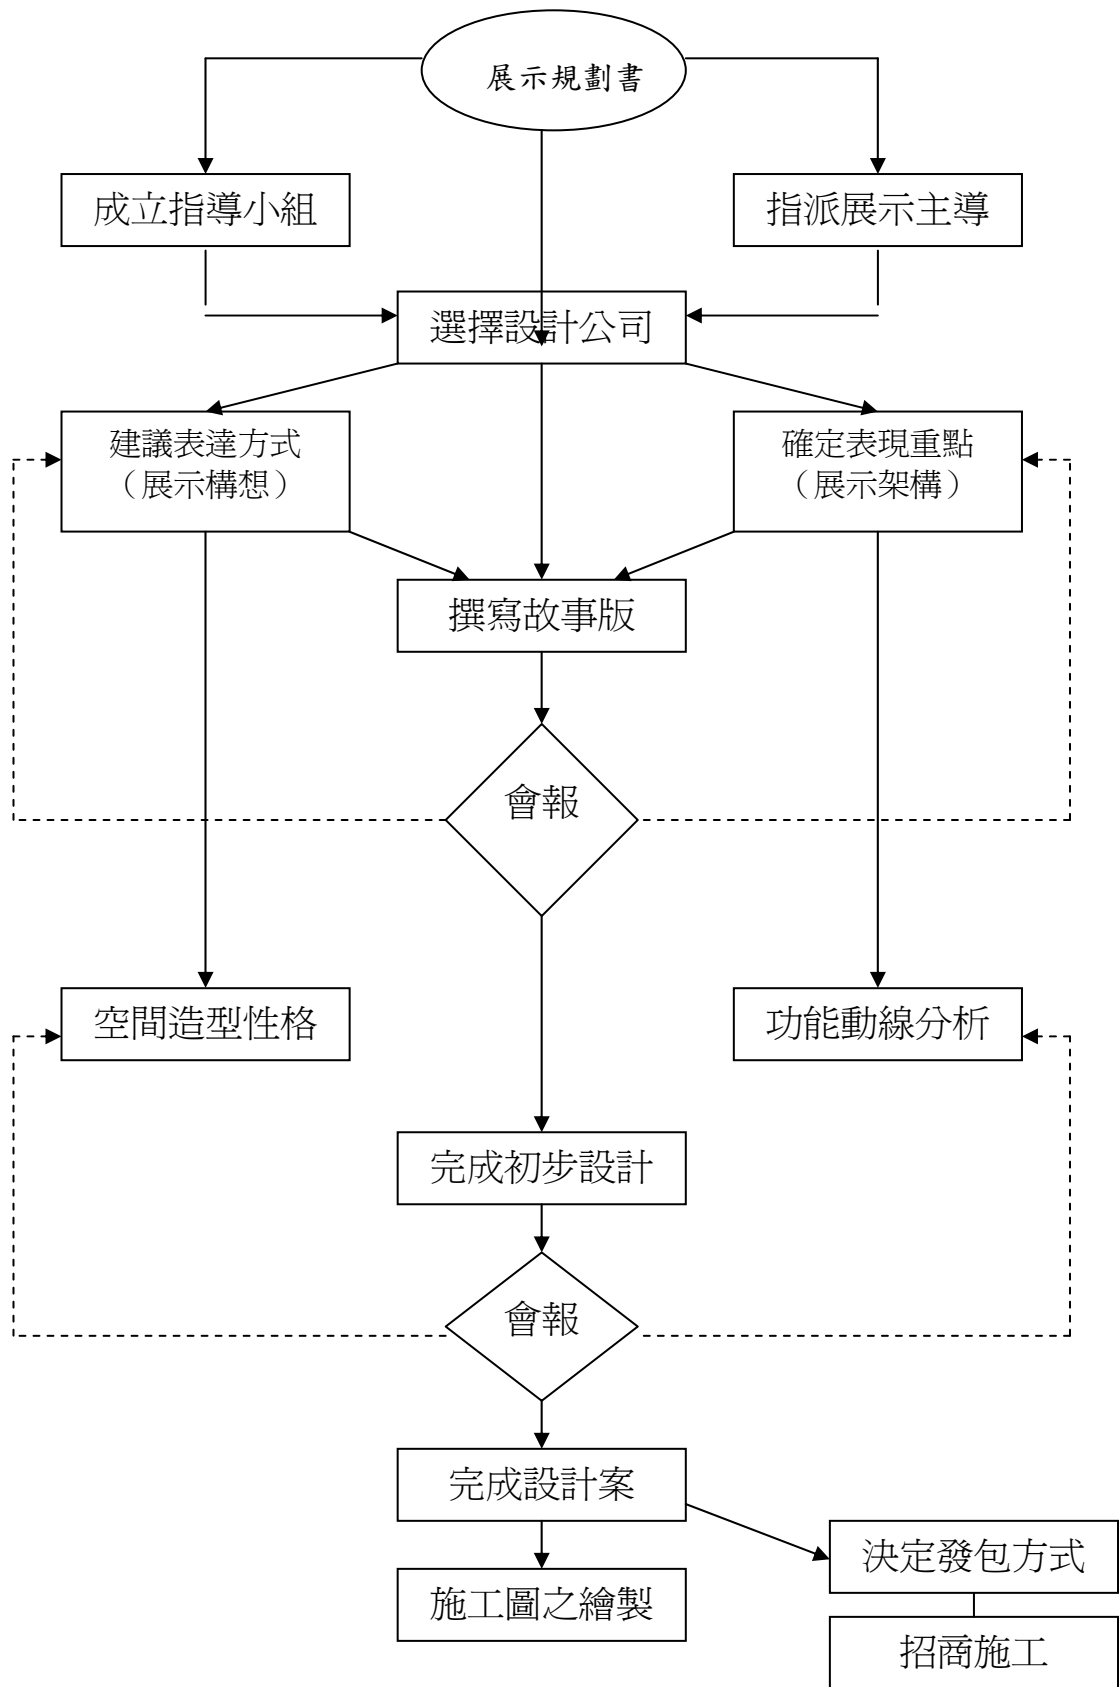 展示規劃書
成立指導小組
指派展示主導
選擇設計公司
建議表達方式
（展示構想）
確定表現重點
（展示架構）
撰寫故事版
會報
空間造型性格
功能動線分析
完成初步設計
會報
完成設計案
決定發包方式
施工圖之繪製
招商施工